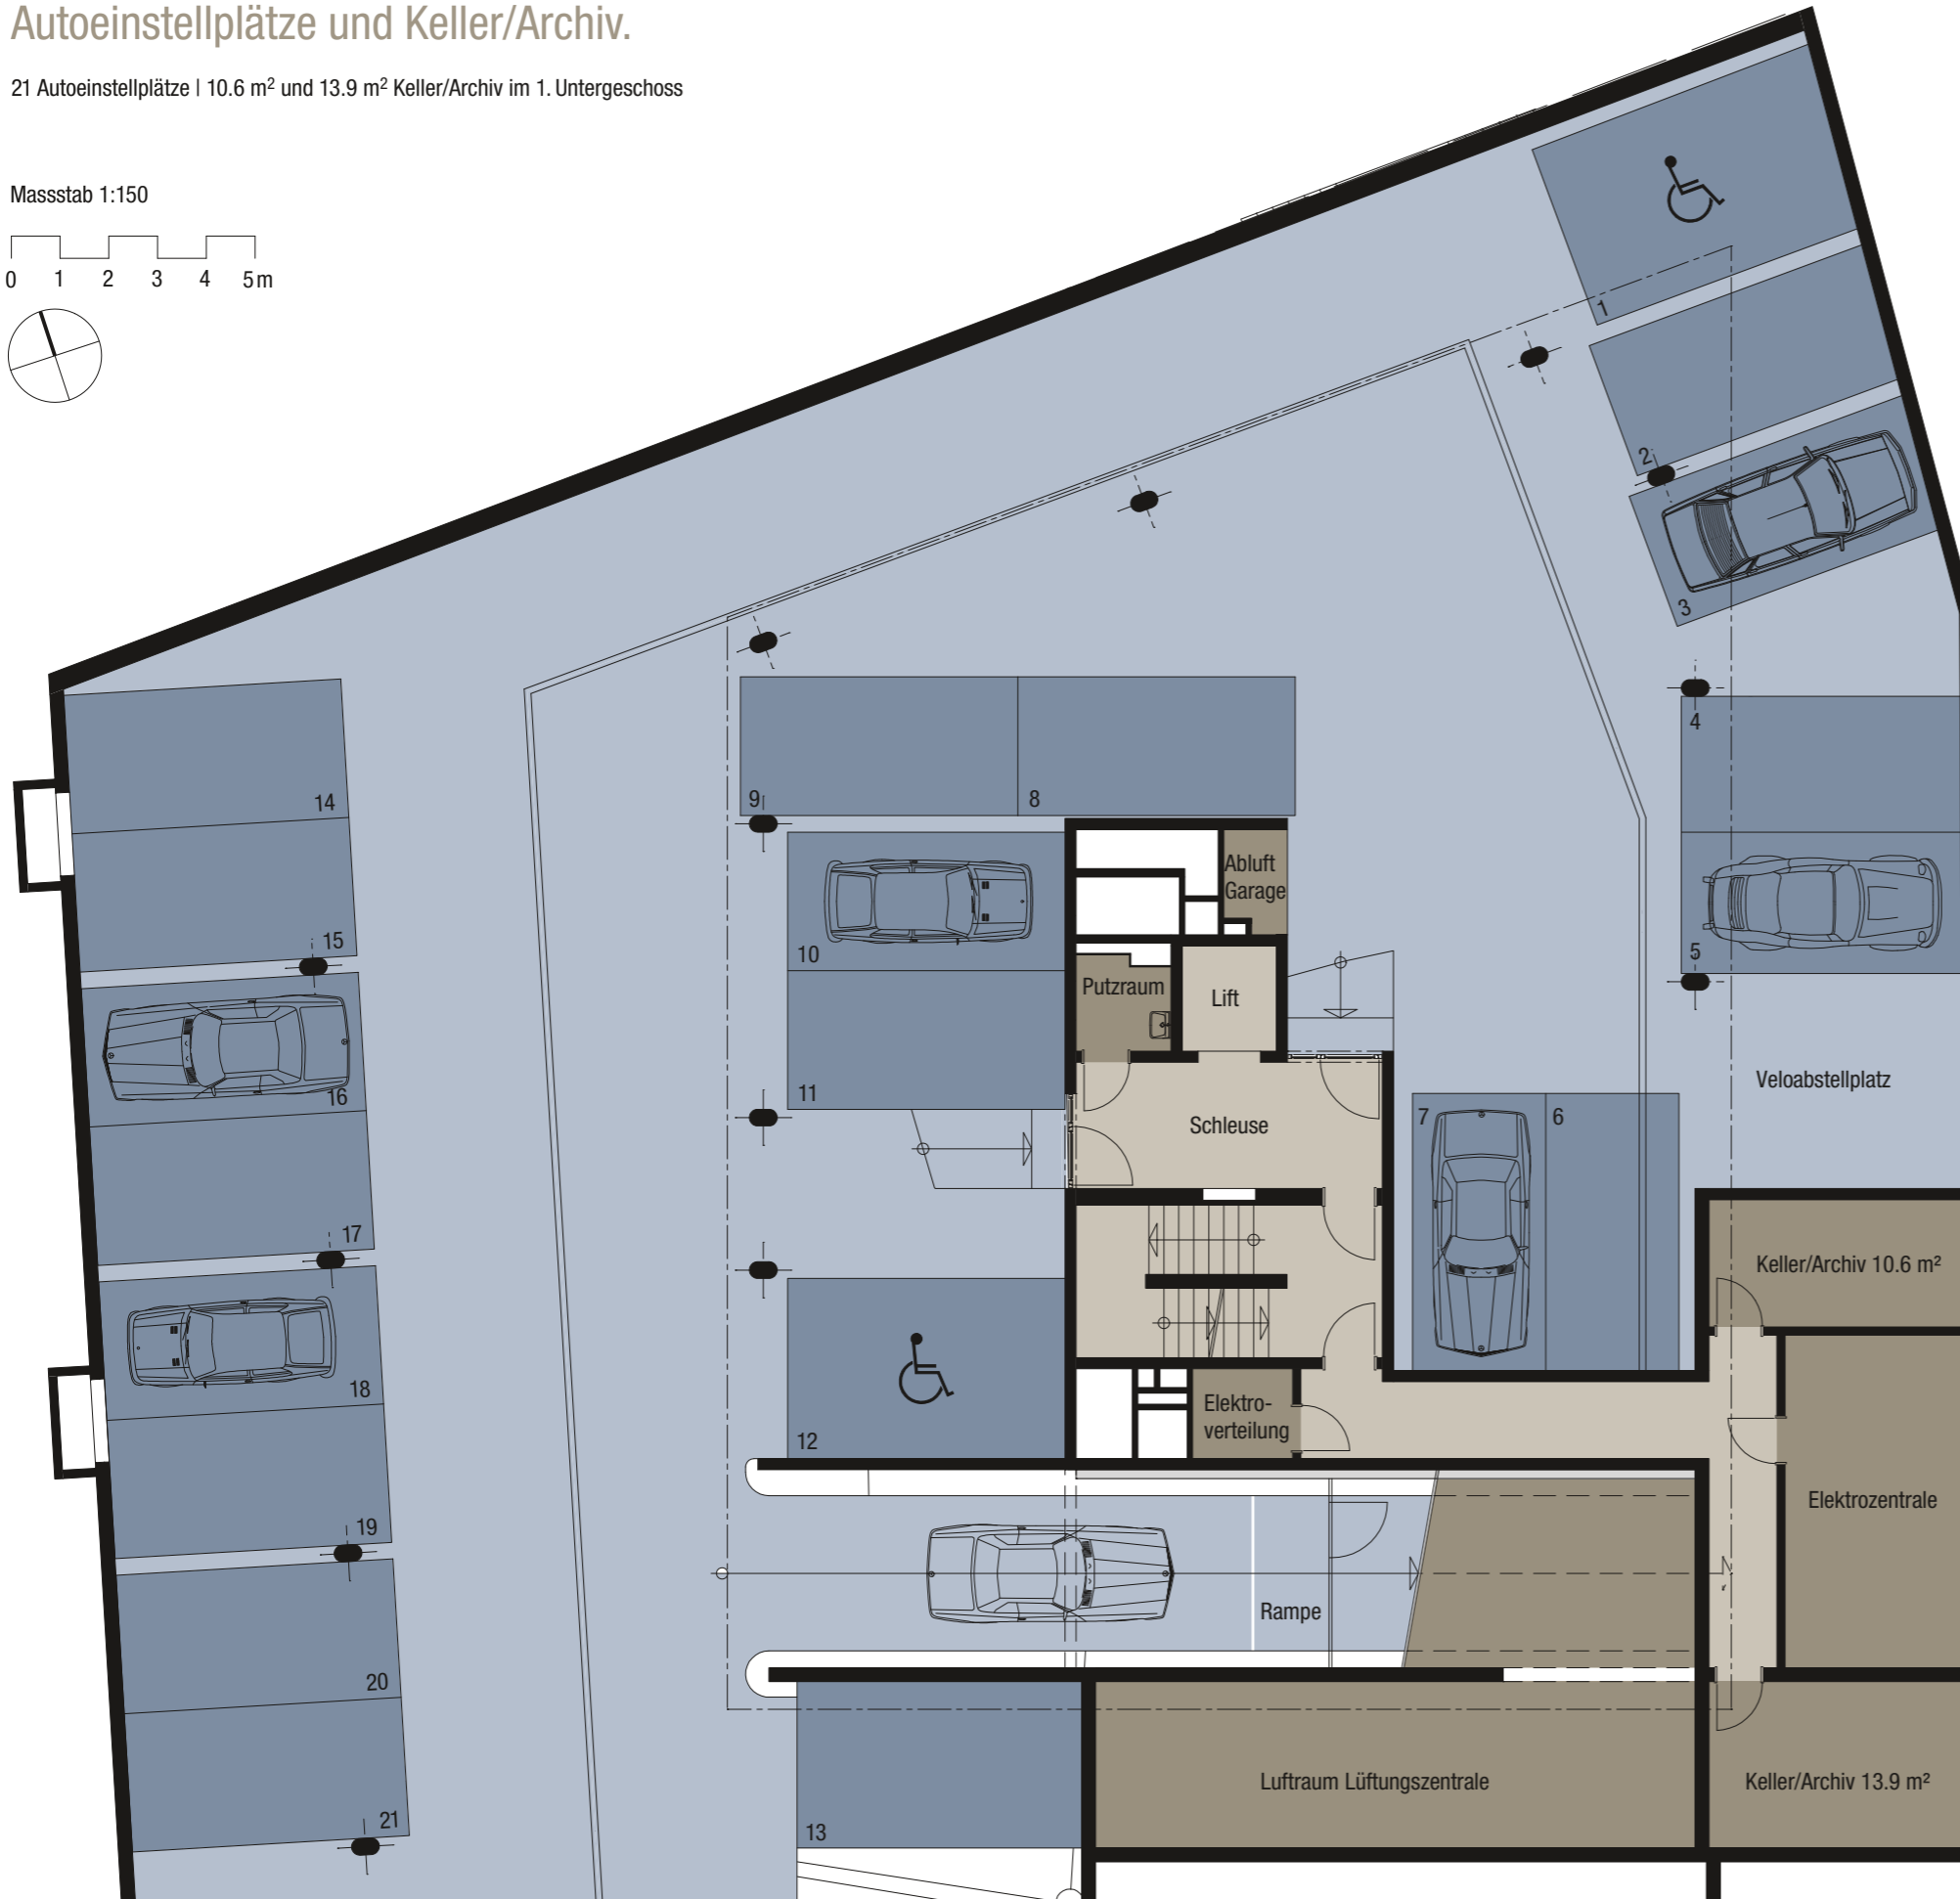 Autoeinstellplätze und Keller/Archiv.
21 Autoeinstellplätze | 10.6 m² und 13.9 m² Keller/Archiv im 1. Untergeschoss
Massstab 1:150
0 1 2 3 4 5 m
1
2
3
4
14
9 8
Abluft
Garage
15
10
5
Putzraum
Lift
Veloabstellplatz
16
11
7 6
Schleuse
17
Keller/Archiv 10.6 m²
18
Elektro-
verteilung
12
Elektrozentrale
19
Rampe
20
Luftraum Lüftungszentrale
Keller/Archiv 13.9 m²
21
13